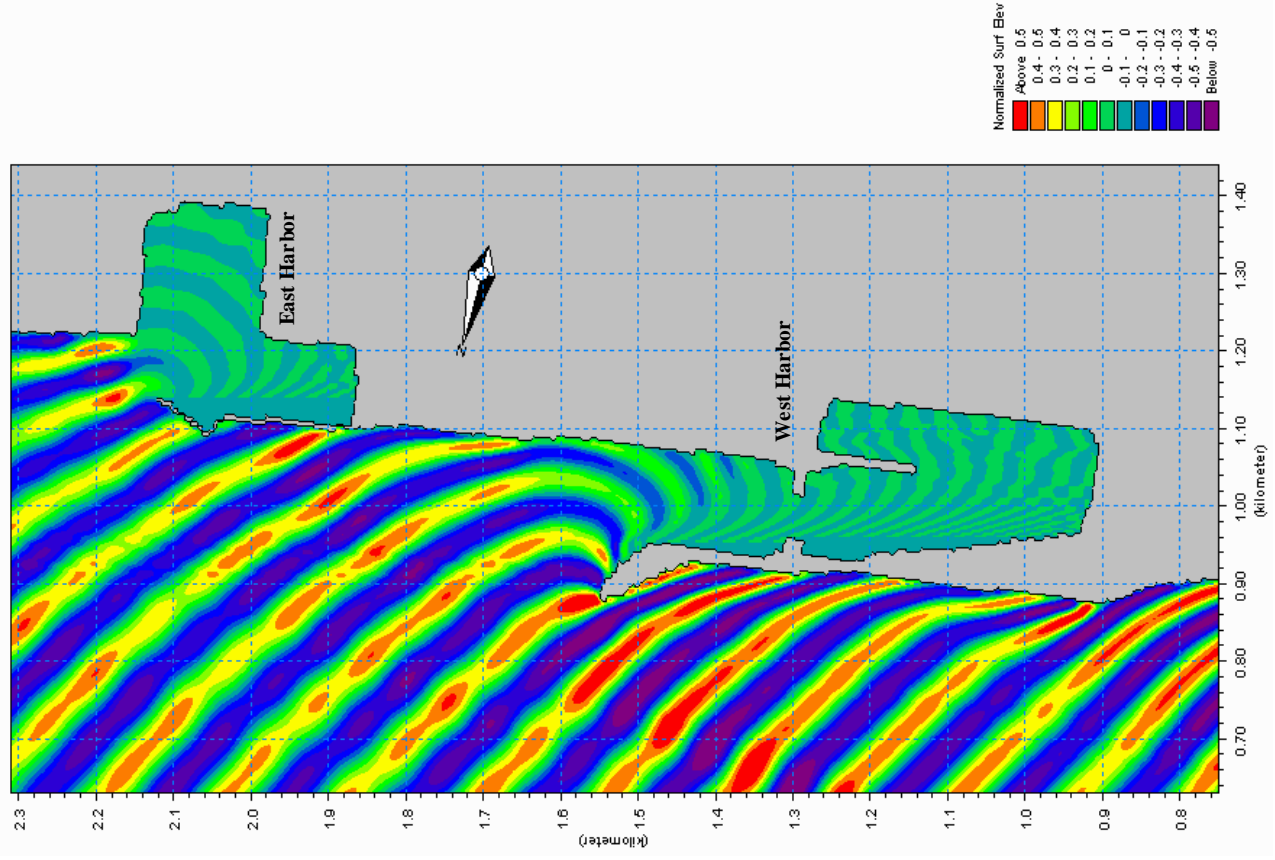 Normalized Surf Elev
Above 0.5
0.4 - 0.5
0.3 - 0.4
0.2 - 0.3
0.1 - 0.2
0 - 0.1
-0.1 - 0
-0.2 - -0.1
-0.3 - -0.2
-0.4 - -0.3
-0.5 - -0.4
Below -0.5
East Harbor
N
West Harbor
2.3
2.2
2.1
2.0
1.9
1.8
1.7
1.6
1.5
1.4
1.3
1.2
1.1
1.0
0.9
0.8
(kilometer)
1.40
1.30
1.20
1.10
1.00
0.90
0.80
0.70
(kilometer)